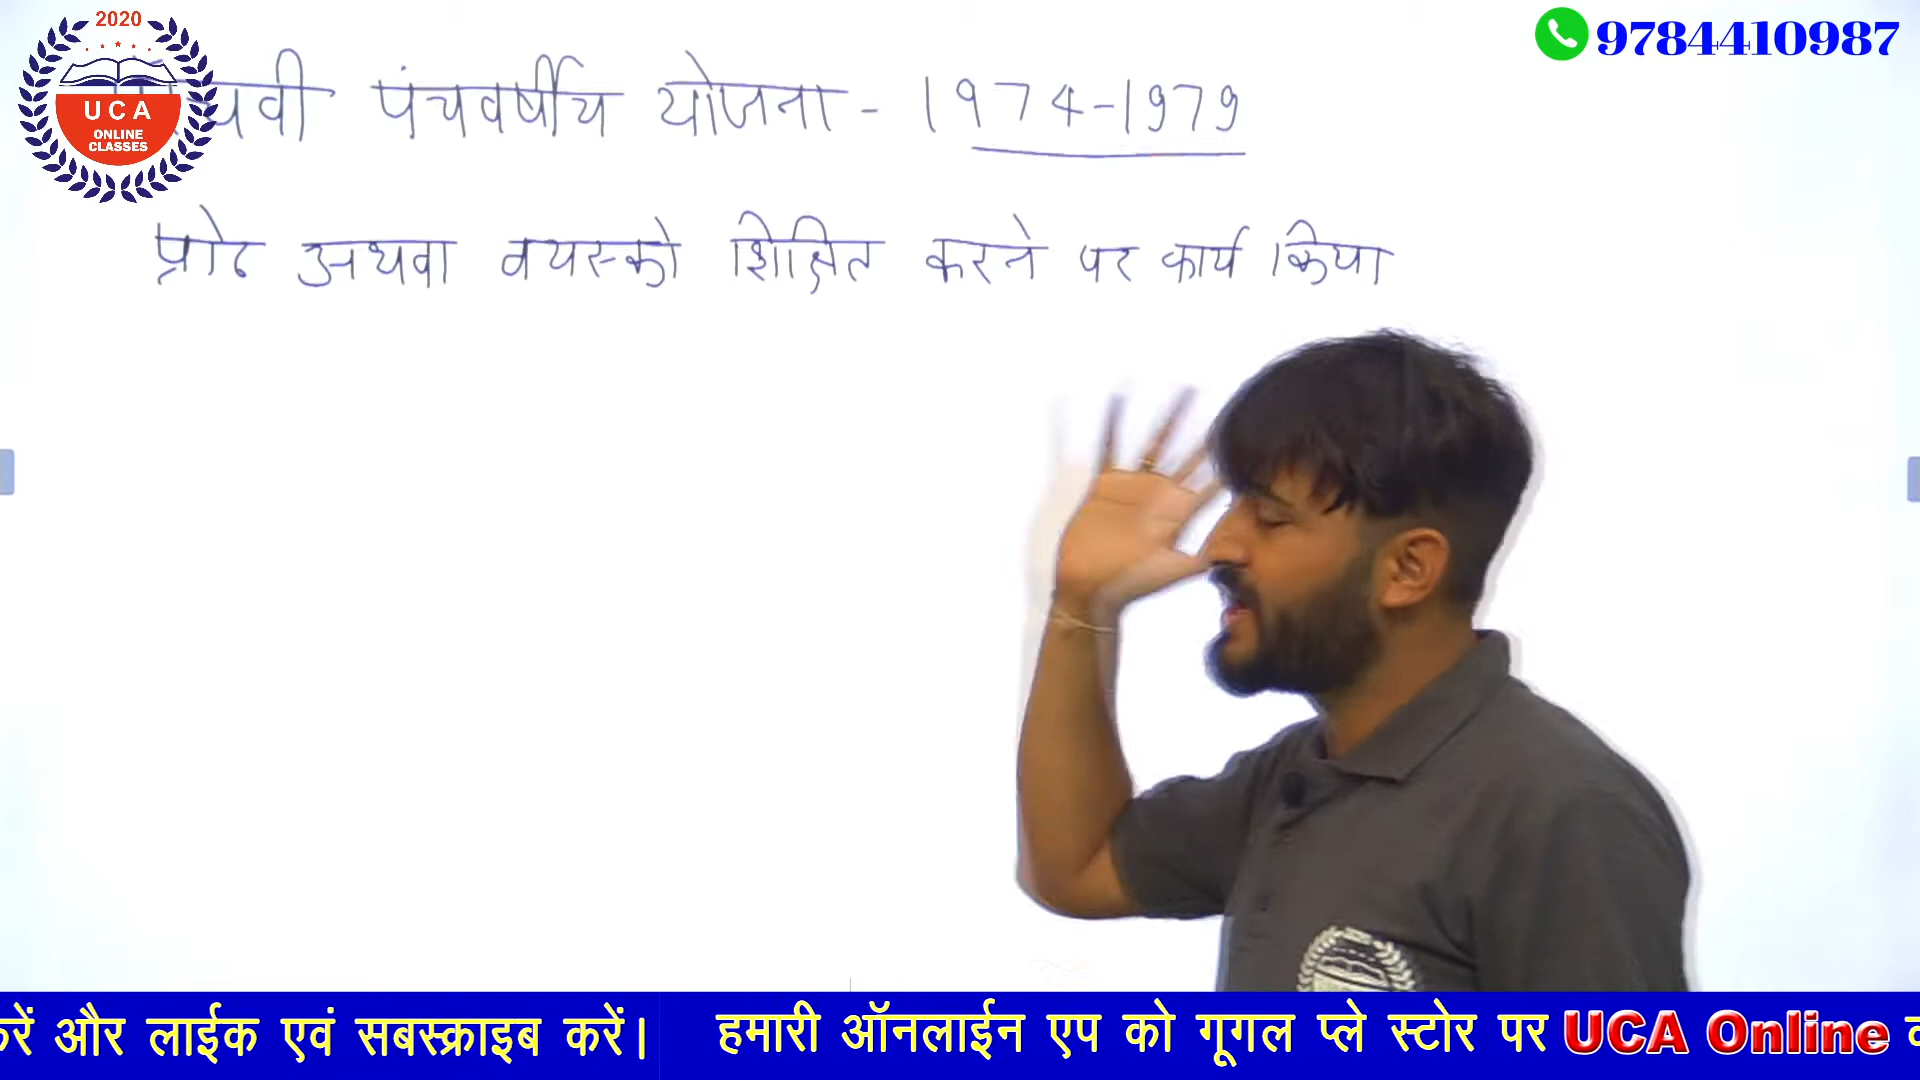 2020
UCA
ONLINE
CLASSES
9784410987
पंचवर्षीय योजना - 1974-1979
प्रोढ अथवा वयस्को शिक्षित करने पर कार्य किया
करें और लाईक एवं सबस्क्राइब करें। हमारी ऑनलाईन एप को गूगल प्ले स्टोर पर UCA Online